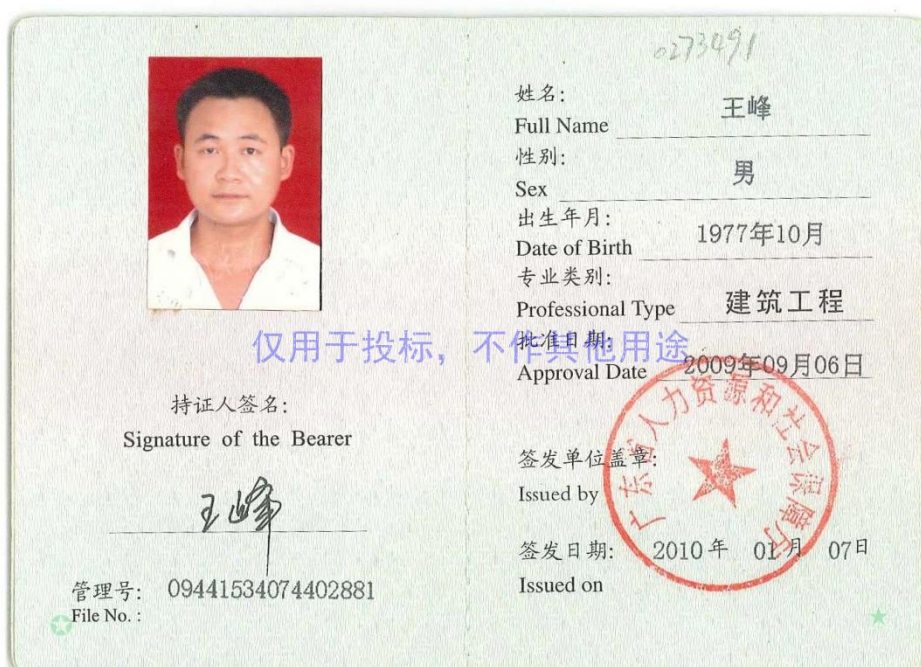 0273491
姓名:
王峰
Full Name
性别:
男
Sex
出生年月:
1977年10月
Date of Birth
专业类别:
建筑工程
Professional Type
仅用于投标，不作其他用途
批准日期:
2009年09月06日
Approval Date
持证人签名:
Signature of the Bearer
王峰
管理号: 09441534074402881
File No. :
签发单位盖章:
Issued by
广东省人力资源和社会保障厅
签发日期: 2010年 01月 07日
Issued on